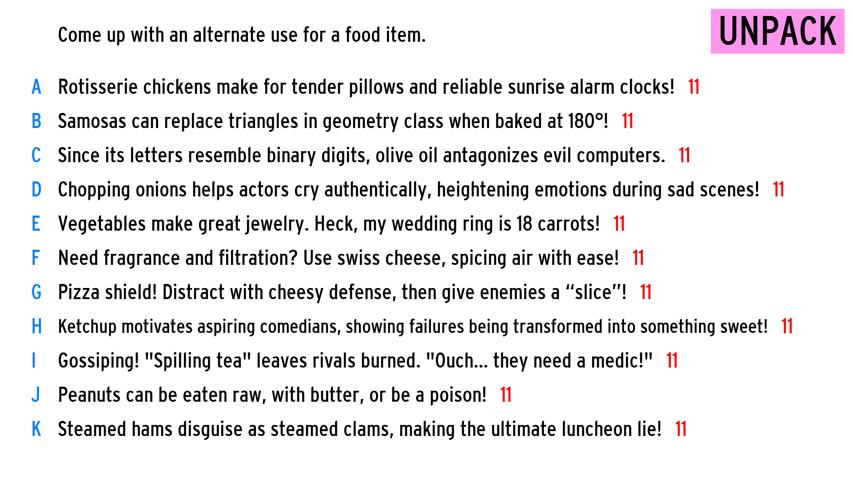 Come up with an alternate use for a food item.
UNPACK
A Rotisserie chickens make for tender pillows and reliable sunrise alarm clocks! 11
B Samosas can replace triangles in geometry class when baked at 180°! 11
C Since its letters resemble binary digits, olive oil antagonizes evil computers. 11
D Chopping onions helps actors cry authentically, heightening emotions during sad scenes! 11
E Vegetables make great jewelry. Heck, my wedding ring is 18 carrots! 11
F Need fragrance and filtration? Use swiss cheese, spicing air with ease! 11
G Pizza shield! Distract with cheesy defense, then give enemies a “slice”! 11
H Ketchup motivates aspiring comedians, showing failures being transformed into something sweet! 11
I Gossiping! "Spilling tea" leaves rivals burned. "Ouch... they need a medic!" 11
J Peanuts can be eaten raw, with butter, or be a poison! 11
K Steamed hams disguise as steamed clams, making the ultimate luncheon lie! 11